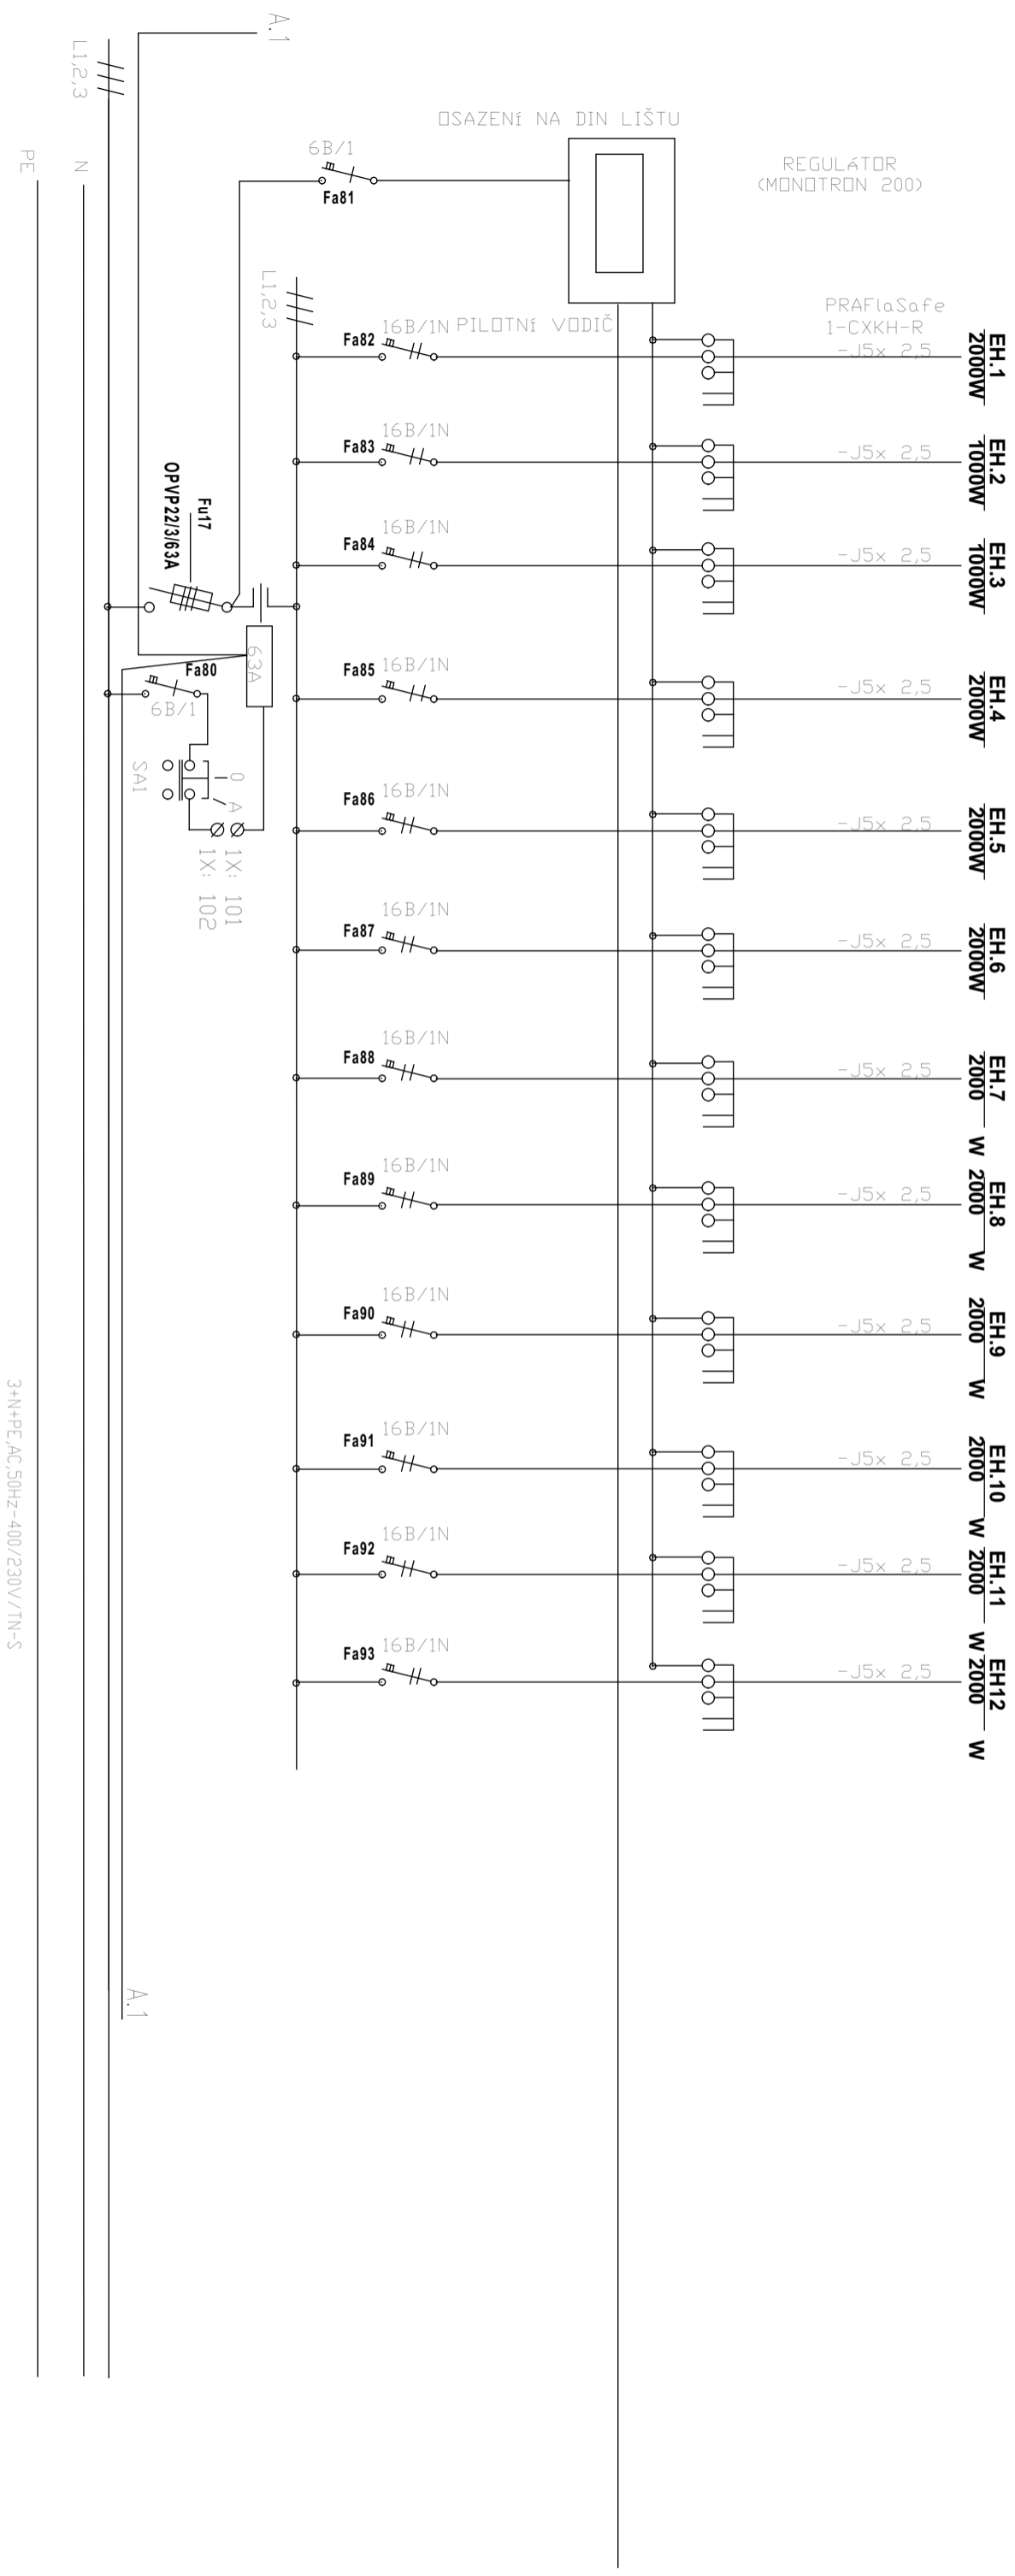 A.1
L1,2,3
PE
N
OSAZENÍ NA DIN LIŠTU
6B/1
Fa81
REGULÁTOR
(MONOTRON 200)
L1,2,3
PRAFlaSafe
1-CXKH-R
PILOTNÍ VODIČ
Fa82
16B/1N
-J5x 2,5
EH.1
2000W
Fa83
16B/1N
-J5x 2,5
EH.2
1000W
Fu17
OPVP22/3/63A
Fa84
16B/1N
-J5x 2,5
EH.3
1000W
63A
Fa80
6B/1
Fa85
16B/1N
-J5x 2,5
EH.4
2000W
SA1
0
A
1X: 101
1X: 102
Fa86
16B/1N
-J5x 2,5
EH.5
2000W
Fa87
16B/1N
-J5x 2,5
EH.6
2000W
Fa88
16B/1N
-J5x 2,5
EH.7
2000 W
Fa89
16B/1N
-J5x 2,5
EH.8
2000 W
Fa90
16B/1N
-J5x 2,5
EH.9
2000 W
Fa91
16B/1N
-J5x 2,5
EH.10
2000 W
Fa92
16B/1N
-J5x 2,5
EH.11
2000 W
Fa93
16B/1N
-J5x 2,5
EH12
2000 W
3+N+PE,AC,50Hz-400/230V/TN-S
A.1